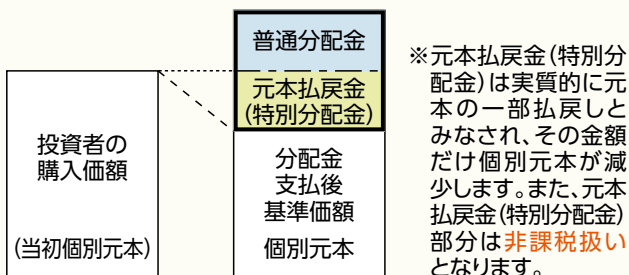 普通分配金
元本払戻金
(特別分配金)
投資者の
購入価額
(当初個別元本)
分配金
支払後
基準価額
個別元本
※元本払戻金(特別分
配金)は実質的に元
本の一部払戻しと
みなされ、その金額
だけ個別元本が減
少します。また、元本
払戻金(特別分配金)
部分は非課税扱い
となります。